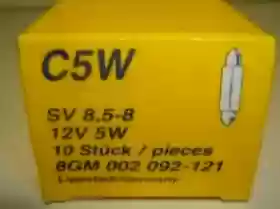 C5W
SV 8,5-8
12V 5W
10 Stück / pieces
8GM 002 092-121